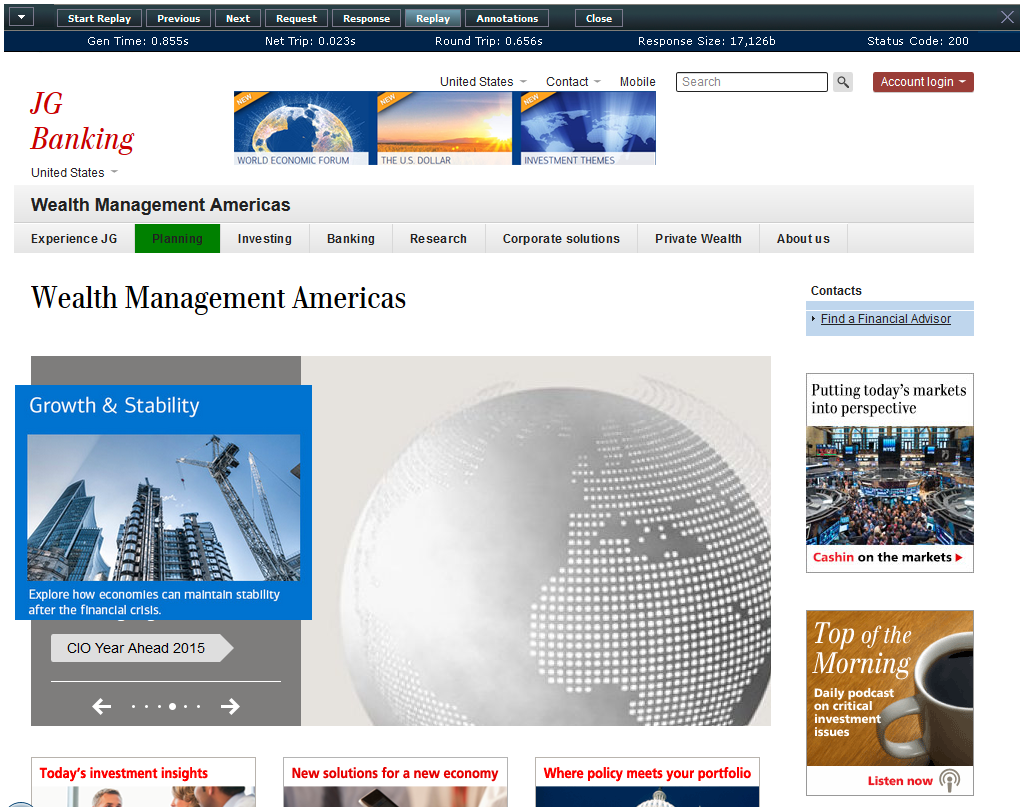 Start Replay Previous Next Request Response Replay Annotations Close
Gen Time: 0.855s Net Trip: 0.023s Round Trip: 0.656s Response Size: 17,126b Status Code: 200
United States Contact Mobile Search Account login
JG
Banking
NEW NEW NEW
WORLD ECONOMIC FORUM THE U.S. DOLLAR INVESTMENT THEMES
United States
Wealth Management Americas
Experience JG Planning Investing Banking Research Corporate solutions Private Wealth About us
Wealth Management Americas
Contacts
Find a Financial Advisor
Growth & Stability
Explore how economies can maintain stability
after the financial crisis.
CIO Year Ahead 2015
Putting today's markets
into perspective
NYSE
Cashin on the markets
Top of the
Morning
Daily podcast
on critical
investment
issues
Listen now
Today's investment insights
New solutions for a new economy
Where policy meets your portfolio